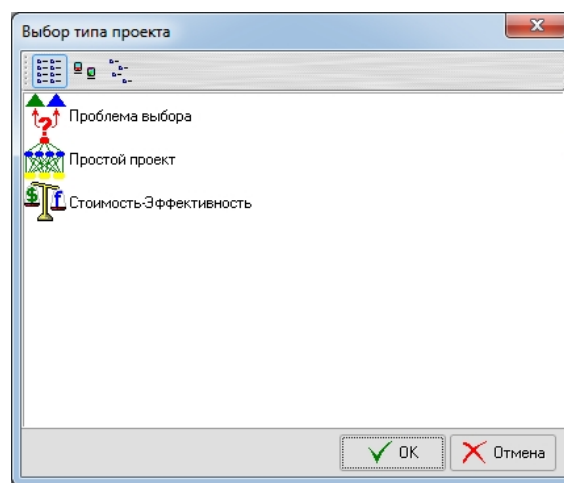 Выбор типа проекта
Проблема выбора
Простой проект
Стоимость-Эффективность
OK
Отмена